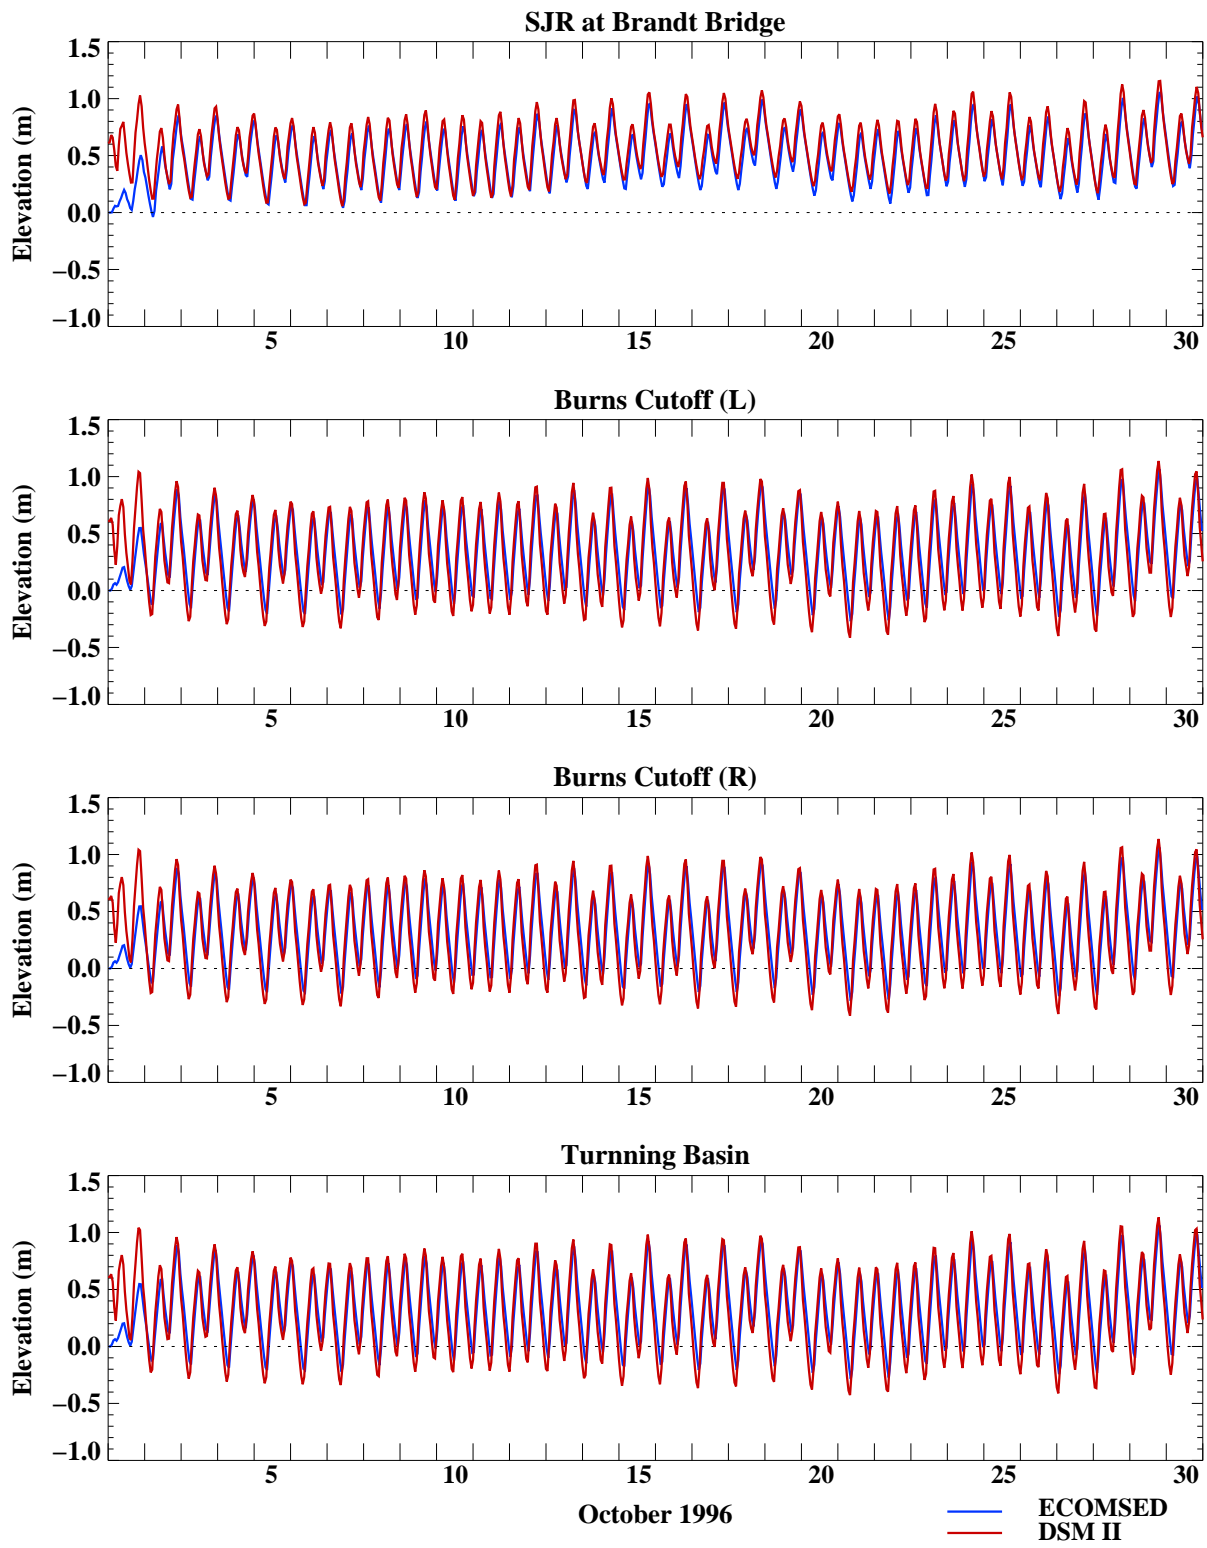 SJR at Brandt Bridge
1.5
1.0
0.5
0.0
−0.5
−1.0
Elevation (m)
5 10 15 20 25 30
Burns Cutoff (L)
1.5
1.0
0.5
0.0
−0.5
−1.0
Elevation (m)
5 10 15 20 25 30
Burns Cutoff (R)
1.5
1.0
0.5
0.0
−0.5
−1.0
Elevation (m)
5 10 15 20 25 30
Turnning Basin
1.5
1.0
0.5
0.0
−0.5
−1.0
Elevation (m)
5 10 15 20 25 30
October 1996
ECOMSED
DSM II